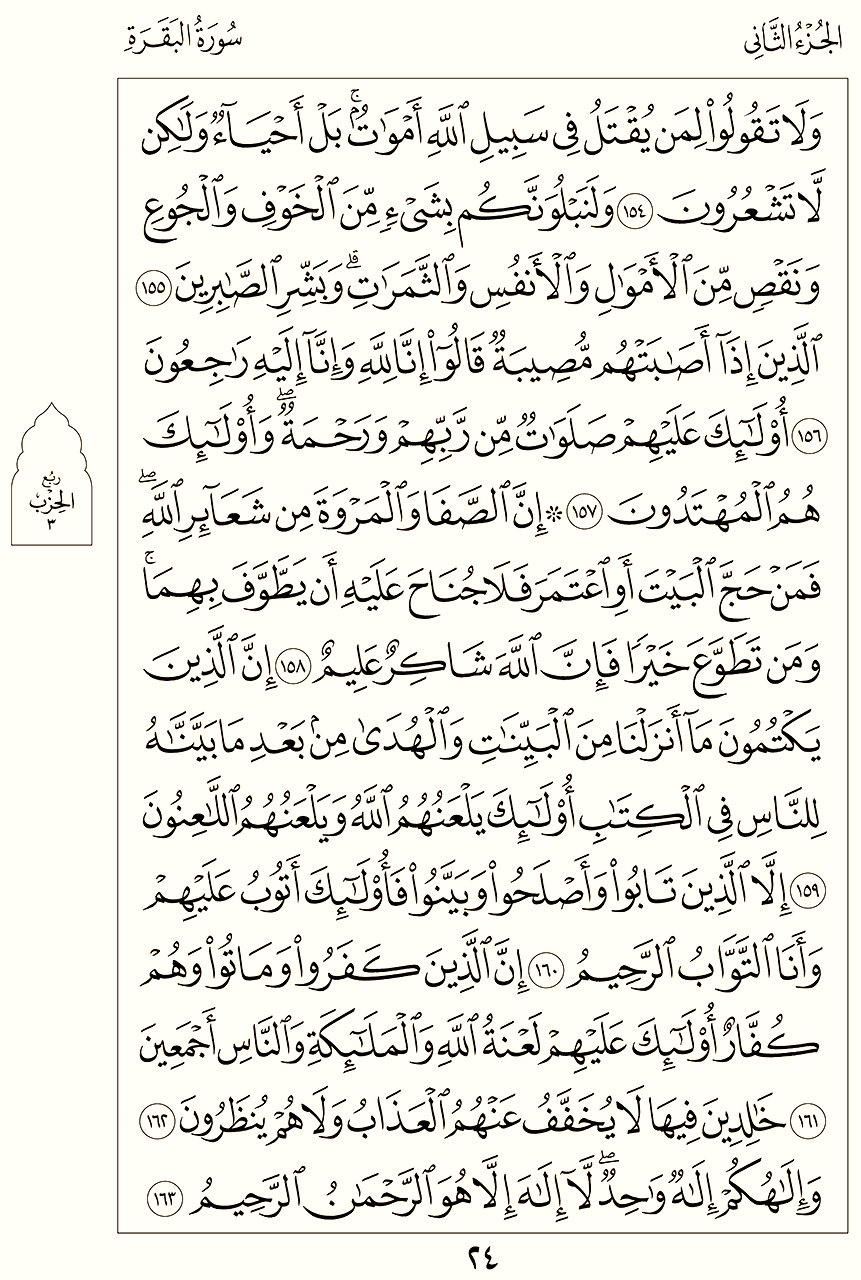 الجُزْءُ الثَّانِي
سُورَةُ البَقَرَةِ
وَلَا تَقُولُواْ لِمَن يُقْتَلُ فِي سَبِيلِ ٱللَّهِ أَمْوَٰتُۢۚ بَلْ أَحْيَآءٞ وَلَٰكِن
لَّا تَشْعُرُونَ ١٥٤ وَلَنَبْلُوَنَّكُم بِشَيْءٖ مِّنَ ٱلْخَوْفِ وَٱلْجُوعِ
وَنَقْصٖ مِّنَ ٱلْأَمْوَٰلِ وَٱلْأَنفُسِ وَٱلثَّمَرَٰتِۗ وَبَشِّرِ ٱلصَّٰبِرِينَ ١٥٥
ٱلَّذِينَ إِذَآ أَصَٰبَتْهُم مُّصِيبَةٞ قَالُوٓاْ إِنَّا لِلَّهِ وَإِنَّآ إِلَيْهِ رَٰجِعُونَ
١٥٦ أُوْلَٰٓئِكَ عَلَيْهِمْ صَلَوَٰتٞ مِّن رَّبِّهِمْ وَرَحْمَةٞۖ وَأُوْلَٰٓئِكَ
هُمُ ٱلْمُهْتَدُونَ ١٥٧ ۞ إِنَّ ٱلصَّفَا وَٱلْمَرْوَةَ مِن شَعَآئِرِ ٱللَّهِۖ
فَمَنْ حَجَّ ٱلْبَيْتَ أَوِ ٱعْتَمَرَ فَلَا جُنَاحَ عَلَيْهِ أَن يَطَّوَّفَ بِهِمَاۚ
وَمَن تَطَوَّعَ خَيْرٗا فَإِنَّ ٱللَّهَ شَاكِرٌ عَلِيمٌ ١٥٨ إِنَّ ٱلَّذِينَ
يَكْتُمُونَ مَآ أَنزَلْنَا مِنَ ٱلْبَيِّنَٰتِ وَٱلْهُدَىٰ مِنۢ بَعْدِ مَا بَيَّنَّٰهُ
لِلنَّاسِ فِي ٱلْكِتَٰبِ أُوْلَٰٓئِكَ يَلْعَنُهُمُ ٱللَّهُ وَيَلْعَنُهُمُ ٱللَّٰعِنُونَ
١٥٩ إِلَّا ٱلَّذِينَ تَابُواْ وَأَصْلَحُواْ وَبَيَّنُواْ فَأُوْلَٰٓئِكَ أَتُوبُ عَلَيْهِمْ
وَأَنَا ٱلتَّوَّابُ ٱلرَّحِيمُ ١٦٠ إِنَّ ٱلَّذِينَ كَفَرُواْ وَمَاتُواْ وَهُمْ
كُفَّارٌ أُوْلَٰٓئِكَ عَلَيْهِمْ لَعْنَةُ ٱللَّهِ وَٱلْمَلَٰٓئِكَةِ وَٱلنَّاسِ أَجْمَعِينَ
١٦١ خَٰلِدِينَ فِيهَا لَا يُخَفَّفُ عَنْهُمُ ٱلْعَذَابُ وَلَا هُمْ يُنظَرُونَ ١٦٢
وَإِلَٰهُكُمْ إِلَٰهٞ وَٰحِدٞۖ لَّآ إِلَٰهَ إِلَّا هُوَ ٱلرَّحْمَٰنُ ٱلرَّحِيمُ ١٦٣
رُبُع
الحِزْب
٣
٢٤